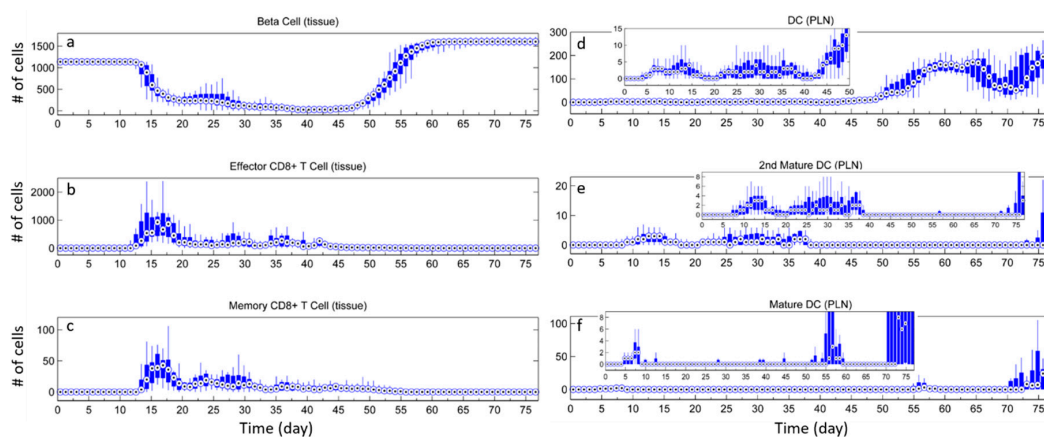 Beta Cell (tissue)
a
# of cells
1500
1000
500
0
0 5 10 15 20 25 30 35 40 45 50 55 60 65 70 75
Effector CD8+ T Cell (tissue)
b
# of cells
2000
1000
0
0 5 10 15 20 25 30 35 40 45 50 55 60 65 70 75
Memory CD8+ T Cell (tissue)
c
# of cells
100
50
0
0 5 10 15 20 25 30 35 40 45 50 55 60 65 70 75
Time (day)
DC (PLN)
d
300
200
100
0
15
10
5
0
0 5 10 15 20 25 30 35 40 45 50
0 5 10 15 20 25 30 35 40 45 50 55 60 65 70 75
2nd Mature DC (PLN)
e
20
10
0
8
6
4
2
0
0 5 10 15 20 25 30 35 40 45 50 55 60 65 70 75
0 5 10 15 20 25 30 35 40 45 50 55 60 65 70 75
Mature DC (PLN)
f
100
50
0
8
6
4
2
0
0 5 10 15 20 25 30 35 40 45 50 55 60 65 70 75
0 5 10 15 20 25 30 35 40 45 50 55 60 65 70 75
Time (day)